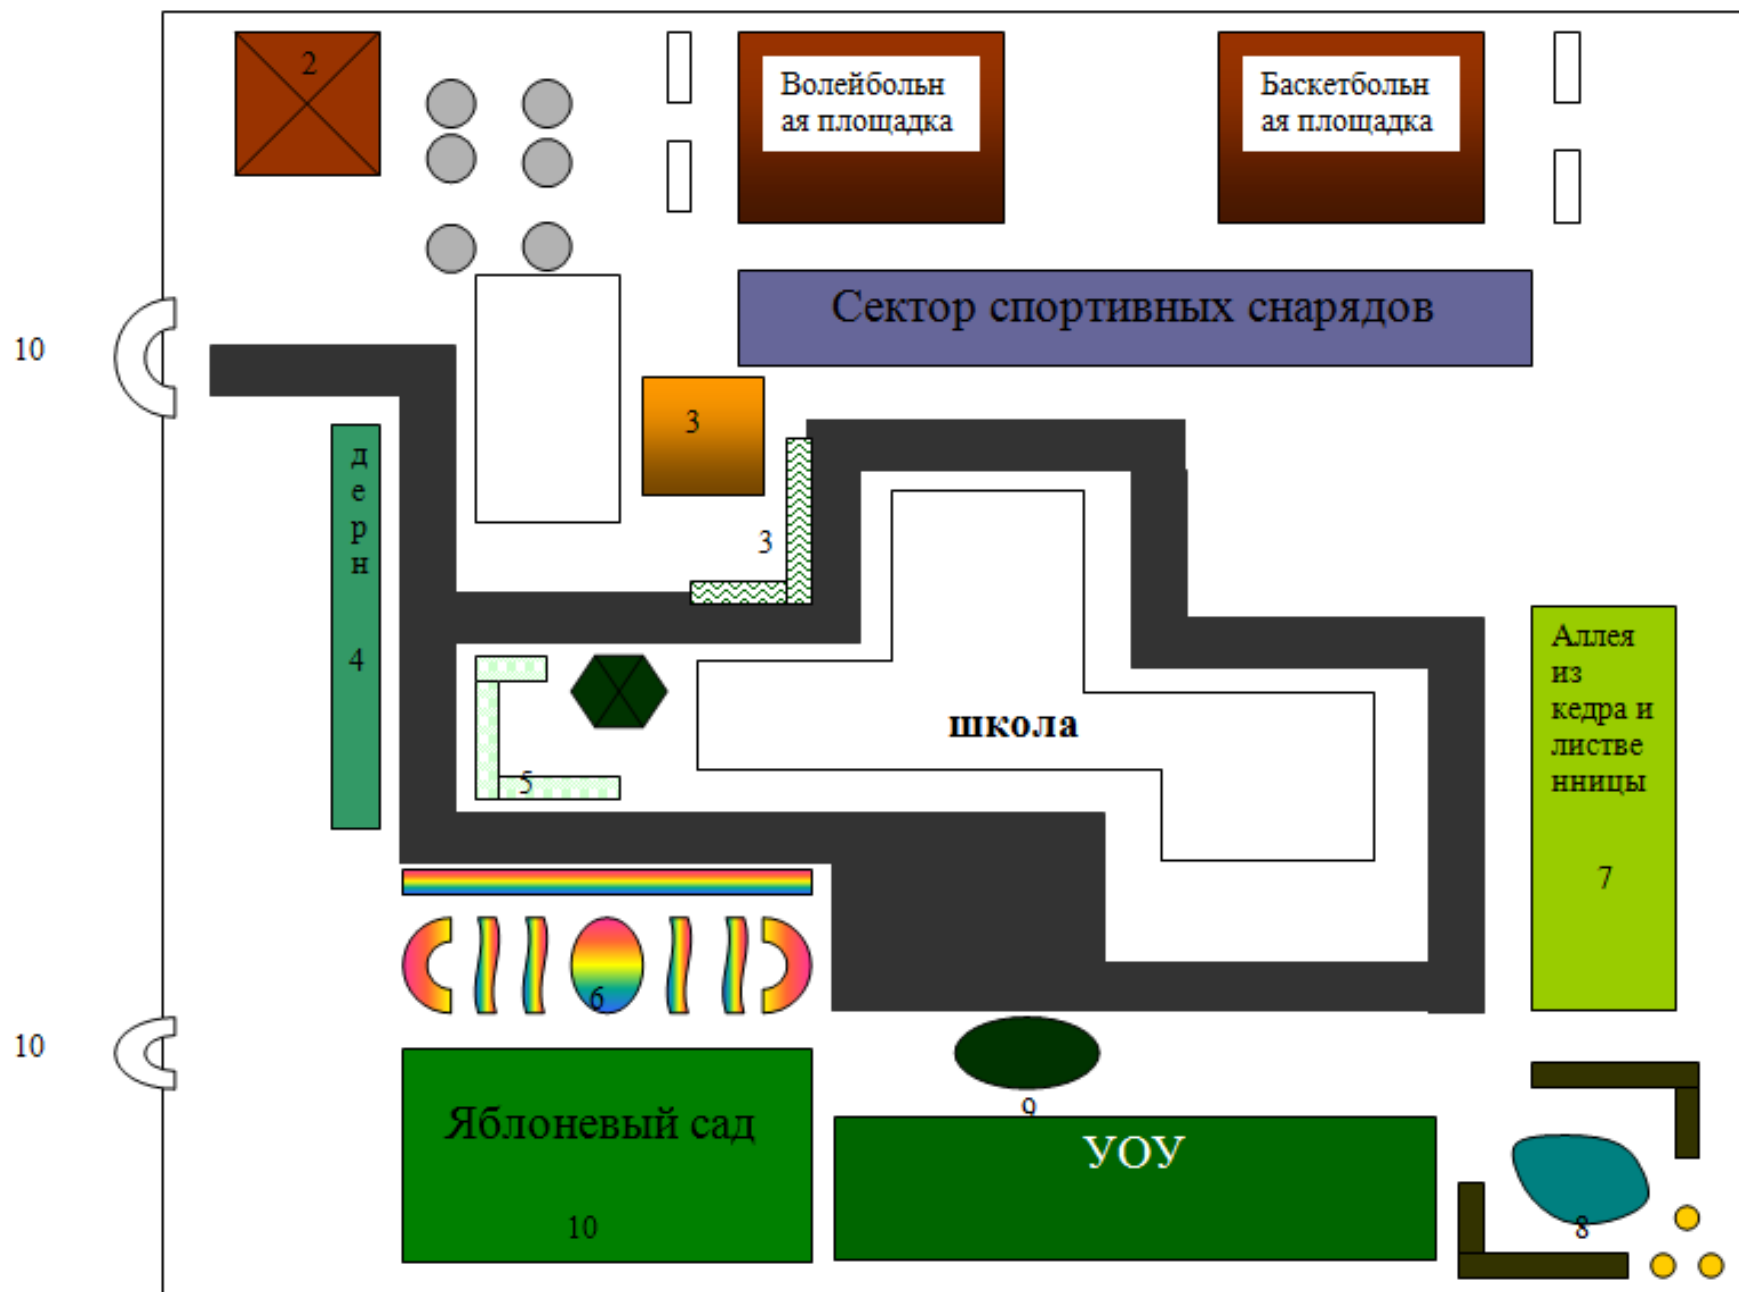 2
Волейбольн
ая площадка
Баскетбольн
ая площадка
Сектор спортивных снарядов
10
3
д
е
р
н
3
4
Аллея
из
кедра и
листве
нницы
школа
5
7
6
10
9
Яблоневый сад
УОУ
10
8